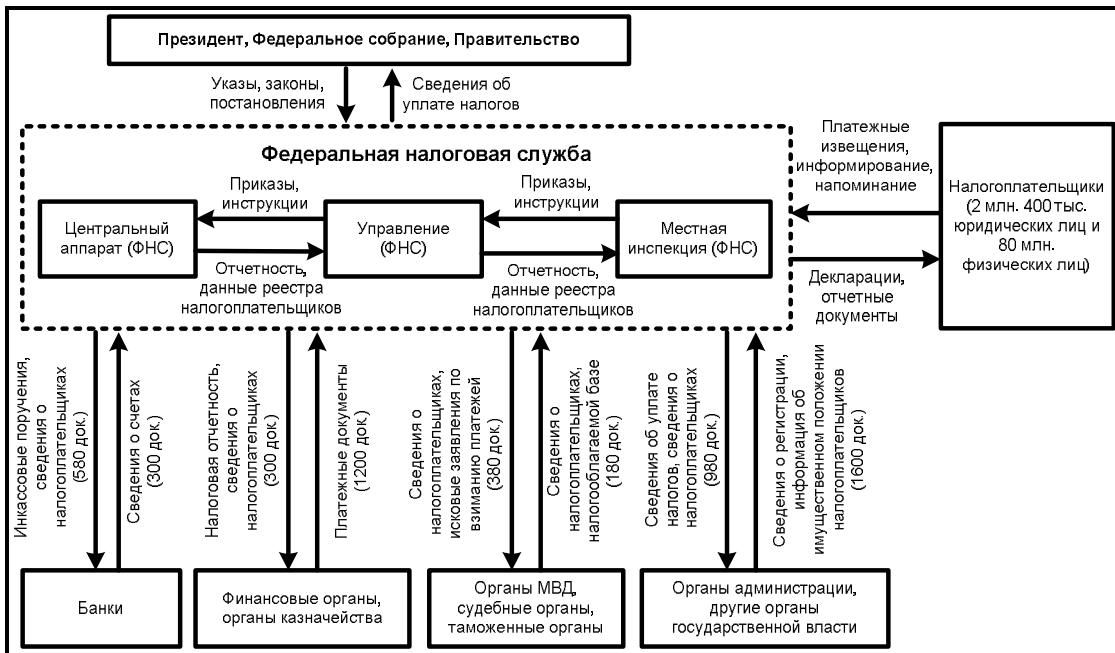 Президент, Федеральное собрание, Правительство
Указы, законы,
постановления
Сведения об
уплате налогов
Федеральная налоговая служба
Приказы,
инструкции
Приказы,
инструкции
Центральный
аппарат (ФНС)
Управление
(ФНС)
Местная
инспекция (ФНС)
Отчетность,
данные реестра
налогоплательщиков
Отчетность,
данные реестра
налогоплательщиков
Платежные
извещения,
информирование,
напоминание
Налогоплательщики
(2 млн. 400 тыс.
юридических лиц и
80 млн.
физических лиц)
Декларации,
отчетные
документы
Инкассовые поручения,
сведения о
налогоплательщиках
(580 док.)
Сведения о счетах
(300 док.)
Налоговая отчетность,
сведения о
налогоплательщиках
(300 док.)
Платежные документы
(1200 док.)
Сведения о
налогоплательщиках,
исковые заявления по
взиманию платежей
(380 док.)
Сведения о
налогоплательщиках,
налогооблагаемой базе
(180 док.)
Сведения об уплате
налогов, сведения о
налогоплательщиках
(980 док.)
Сведения о регистрации,
информация об
имущественном положении
налогоплательщиков
(1600 док.)
Банки
Финансовые органы,
органы казначейства
Органы МВД,
судебные органы,
таможенные органы
Органы администрации,
другие органы
государственной власти